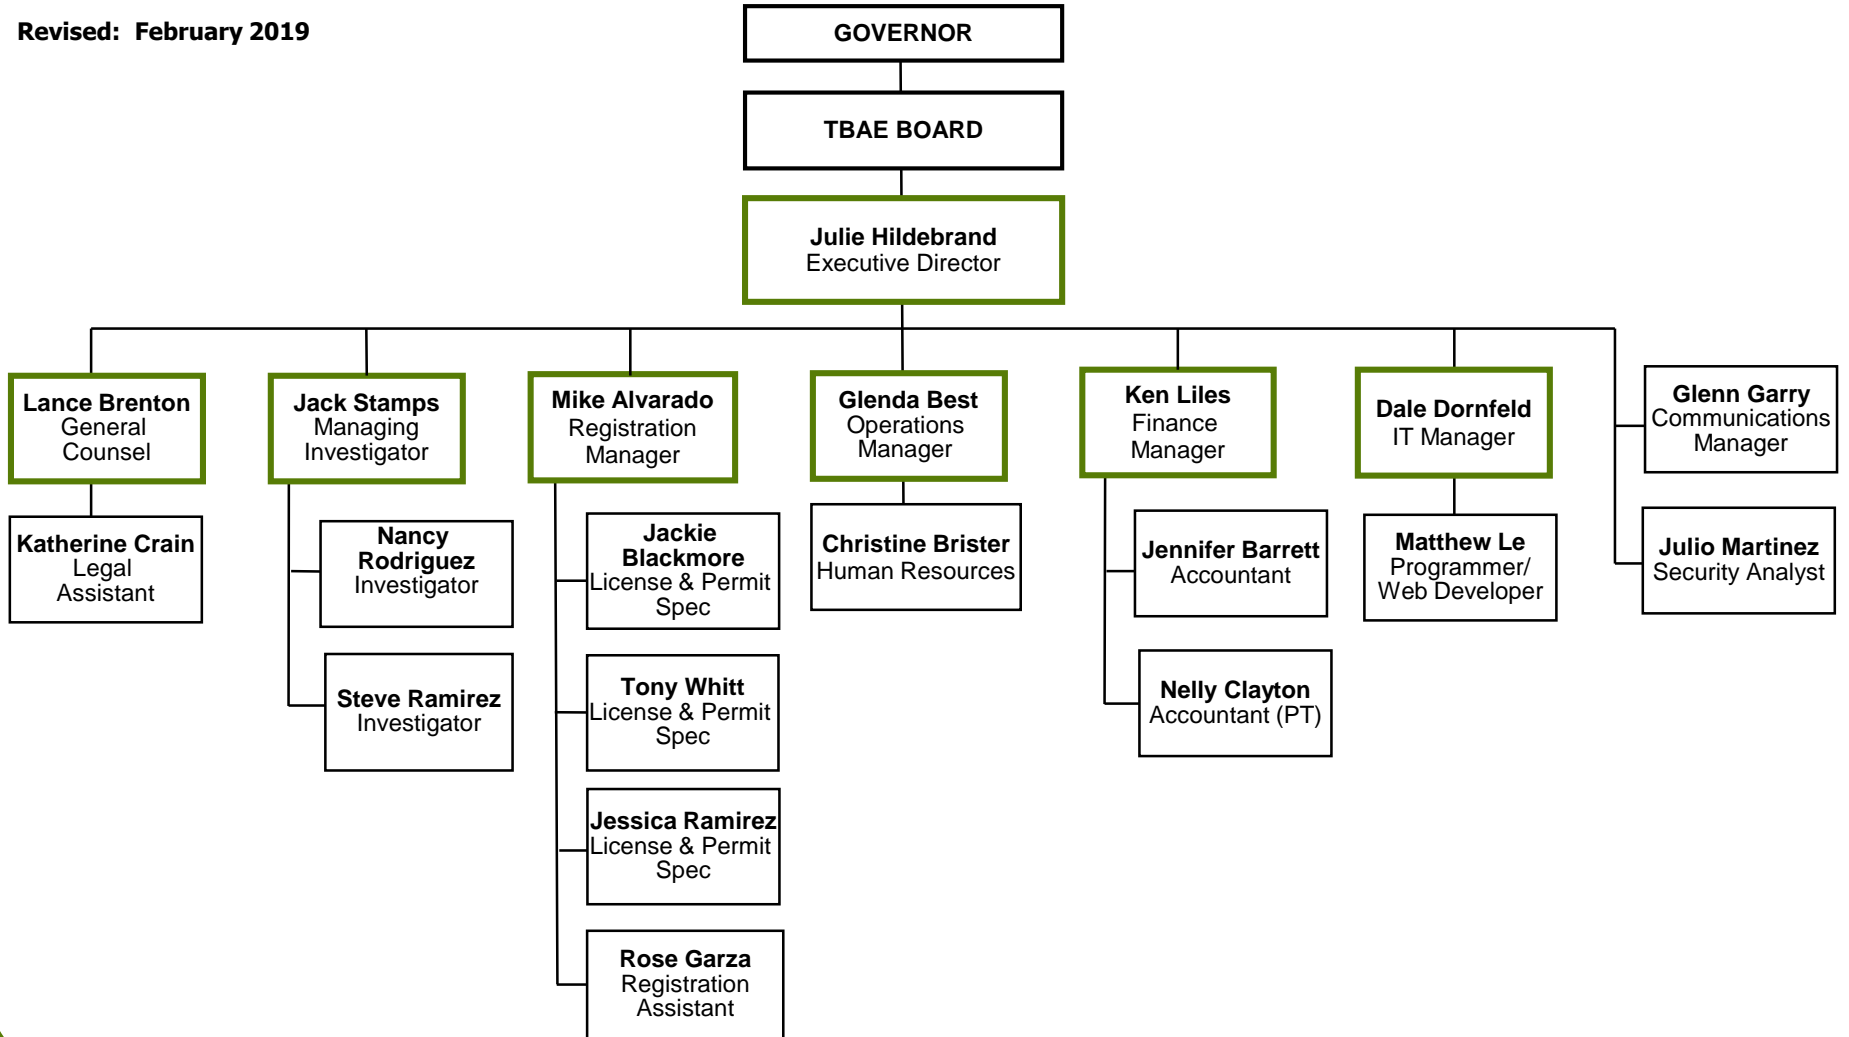 Revised:  February 2019
GOVERNOR
TBAE BOARD
Julie Hildebrand
Executive Director
Lance Brenton
General
Counsel
Jack Stamps
Managing
Investigator
Mike Alvarado
Registration
Manager
Glenda Best
Operations
Manager
Ken Liles
Finance
Manager
Dale Dornfeld
IT Manager
Glenn Garry
Communications
Manager
Katherine Crain
Legal
Assistant
Nancy
Rodriguez
Investigator
Jackie
Blackmore
License & Permit
Spec
Christine Brister
Human Resources
Jennifer Barrett
Accountant
Matthew Le
Programmer/
Web Developer
Julio Martinez
Security Analyst
Steve Ramirez
Investigator
Tony Whitt
License & Permit
Spec
Nelly Clayton
Accountant (PT)
Jessica Ramirez
License & Permit
Spec
Rose Garza
Registration
Assistant